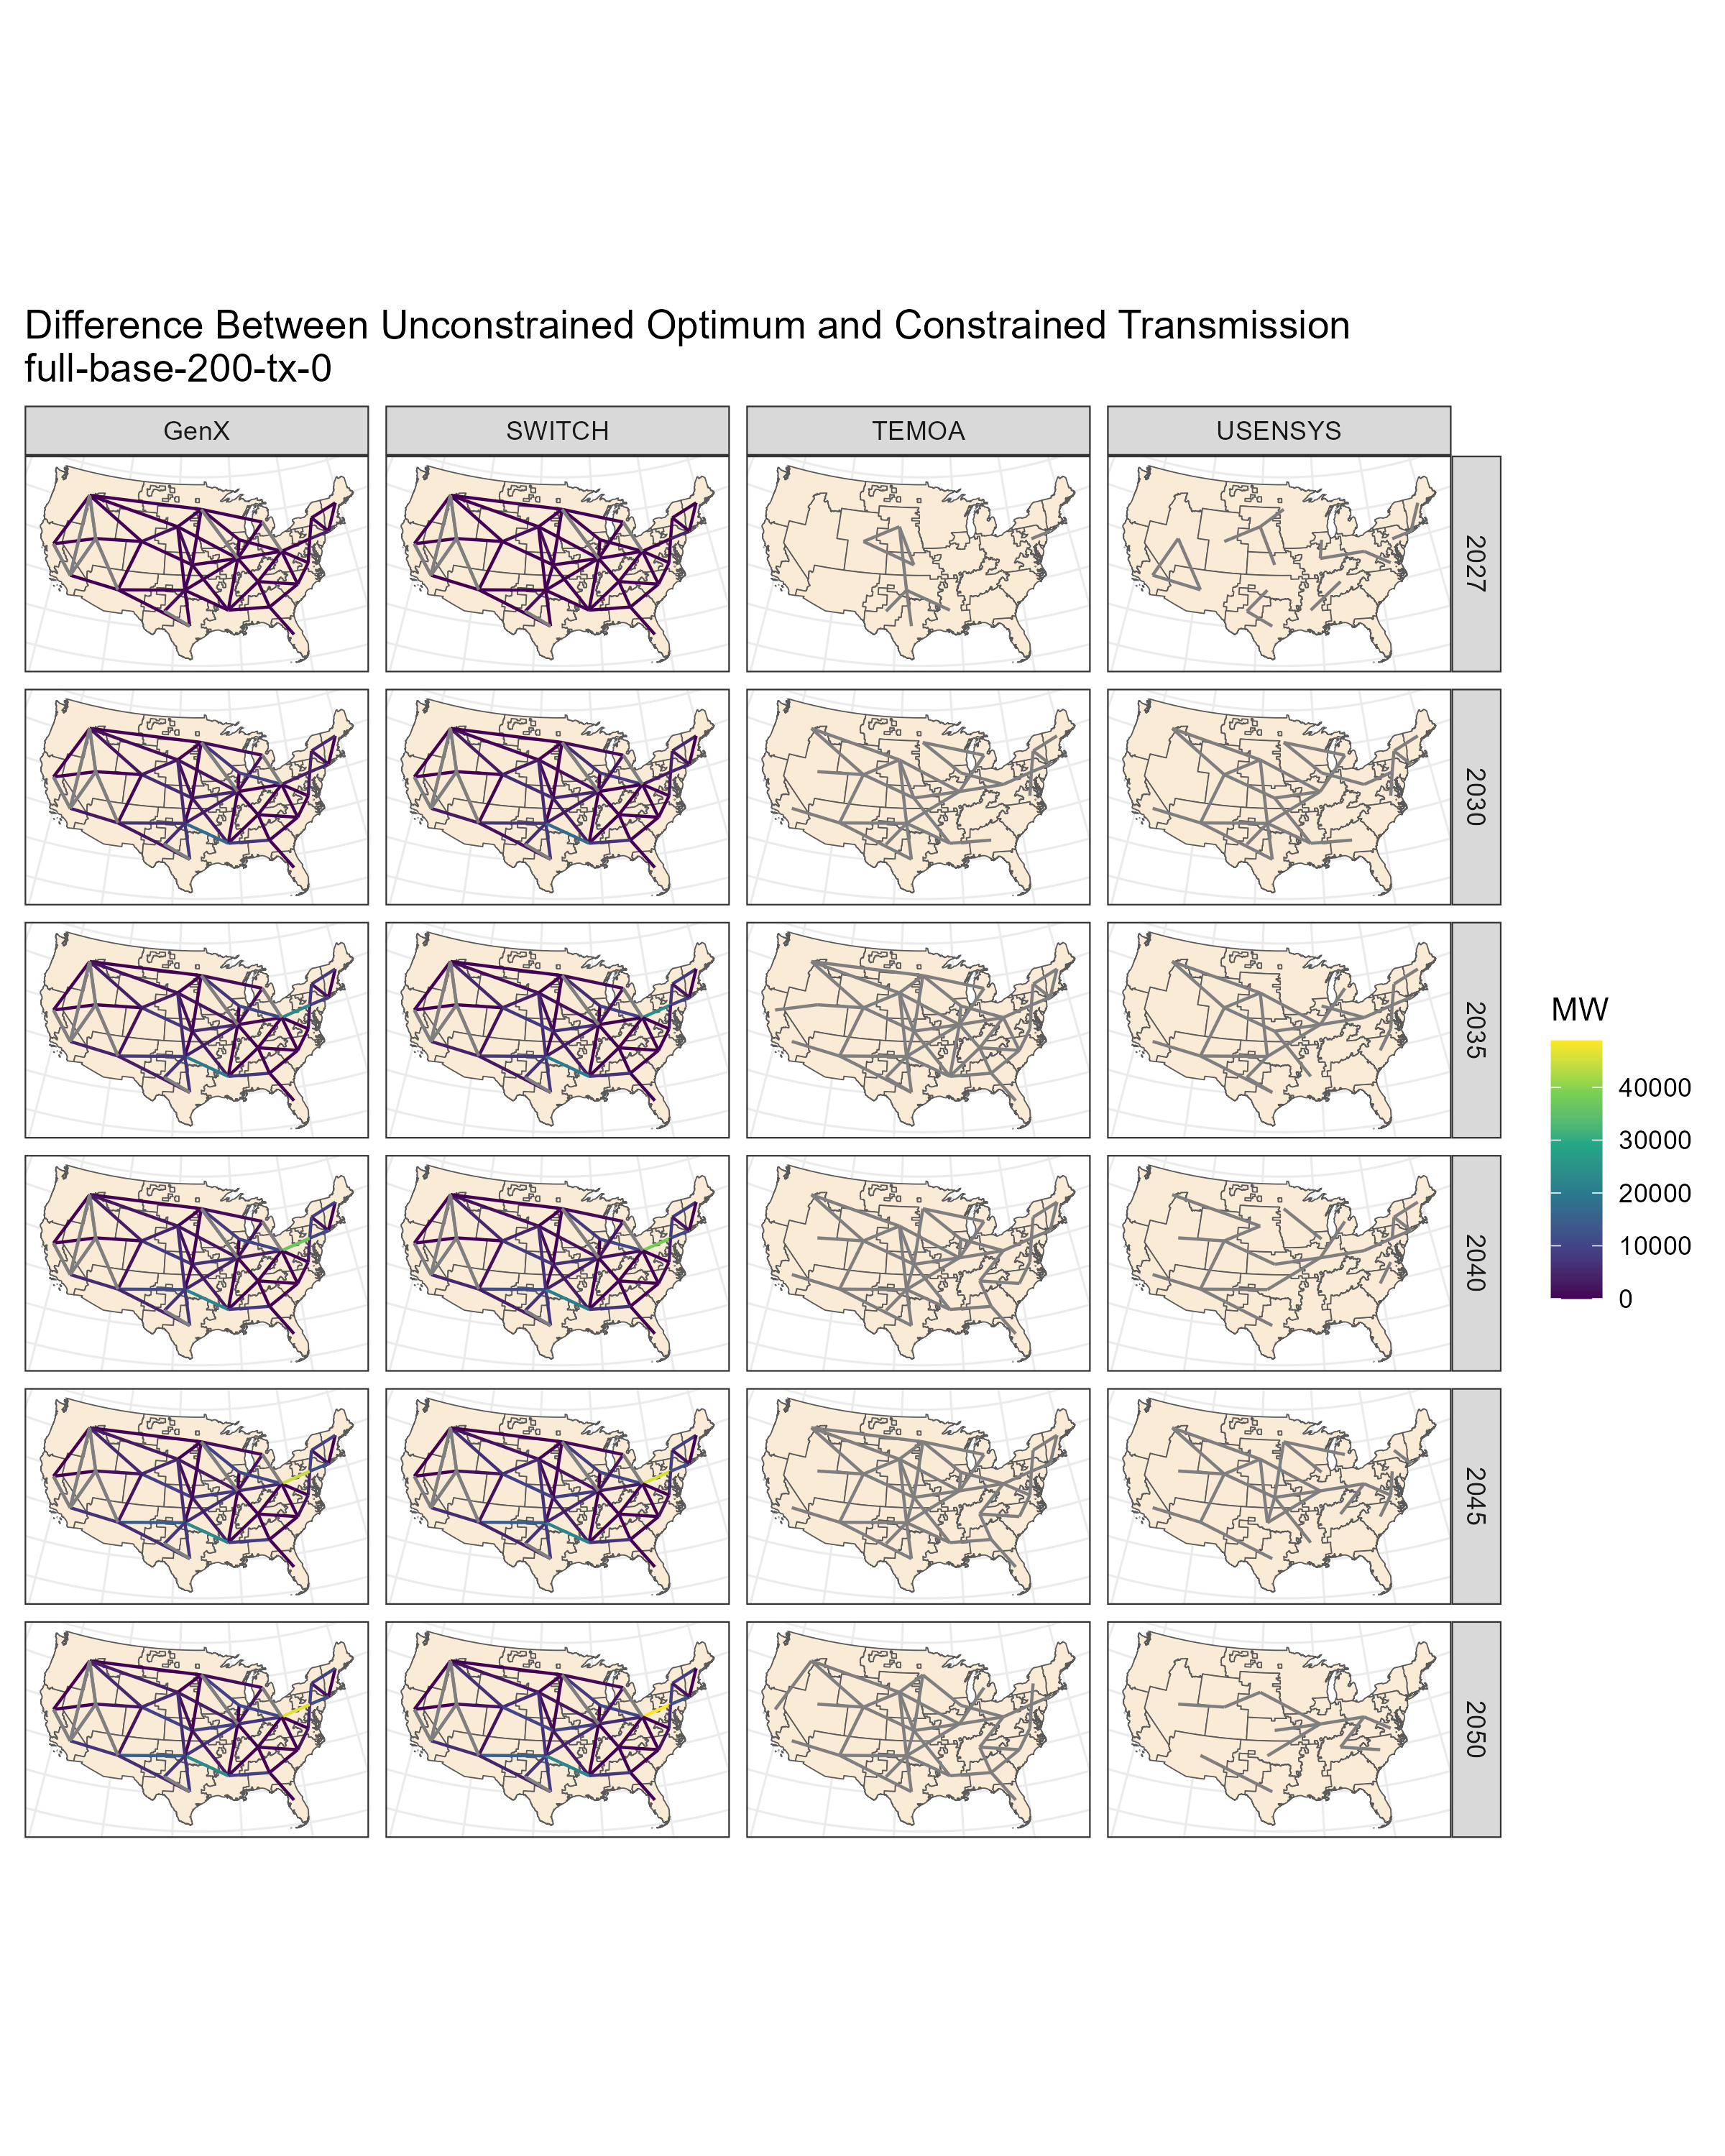 Difference Between Unconstrained Optimum and Constrained Transmission
full-base-200-tx-0
GenX
SWITCH
TEMOA
USENSYS
2027
2030
2035
2040
2045
2050
MW
40000
30000
20000
10000
0